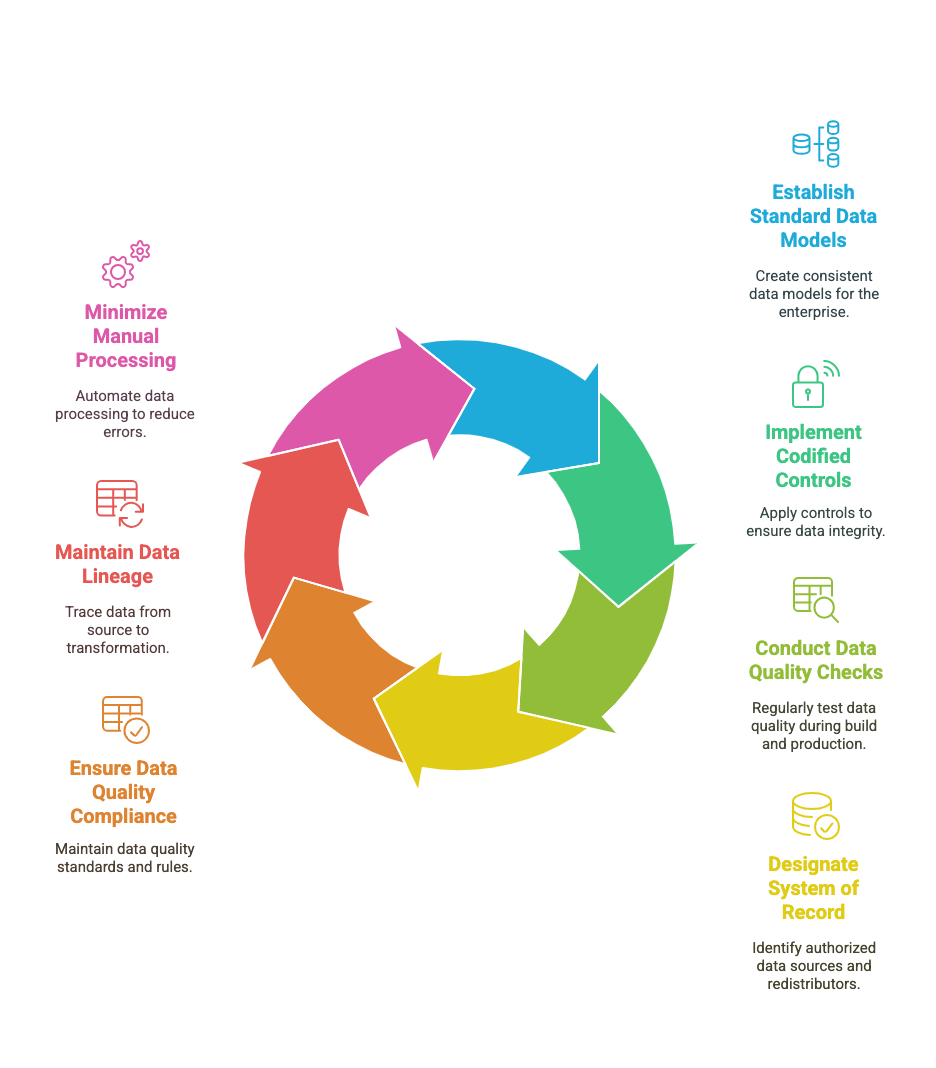 Establish
Standard Data
Models
Create consistent
data models for the
enterprise.
Implement
Codified
Controls
Apply controls to
ensure data integrity.
Conduct Data
Quality Checks
Regularly test data
quality during build
and production.
Designate
System of
Record
Identify authorized
data sources and
redistributors.
Ensure Data
Quality
Compliance
Maintain data quality
standards and rules.
Maintain Data
Lineage
Trace data from
source to
transformation.
Minimize
Manual
Processing
Automate data
processing to reduce
errors.